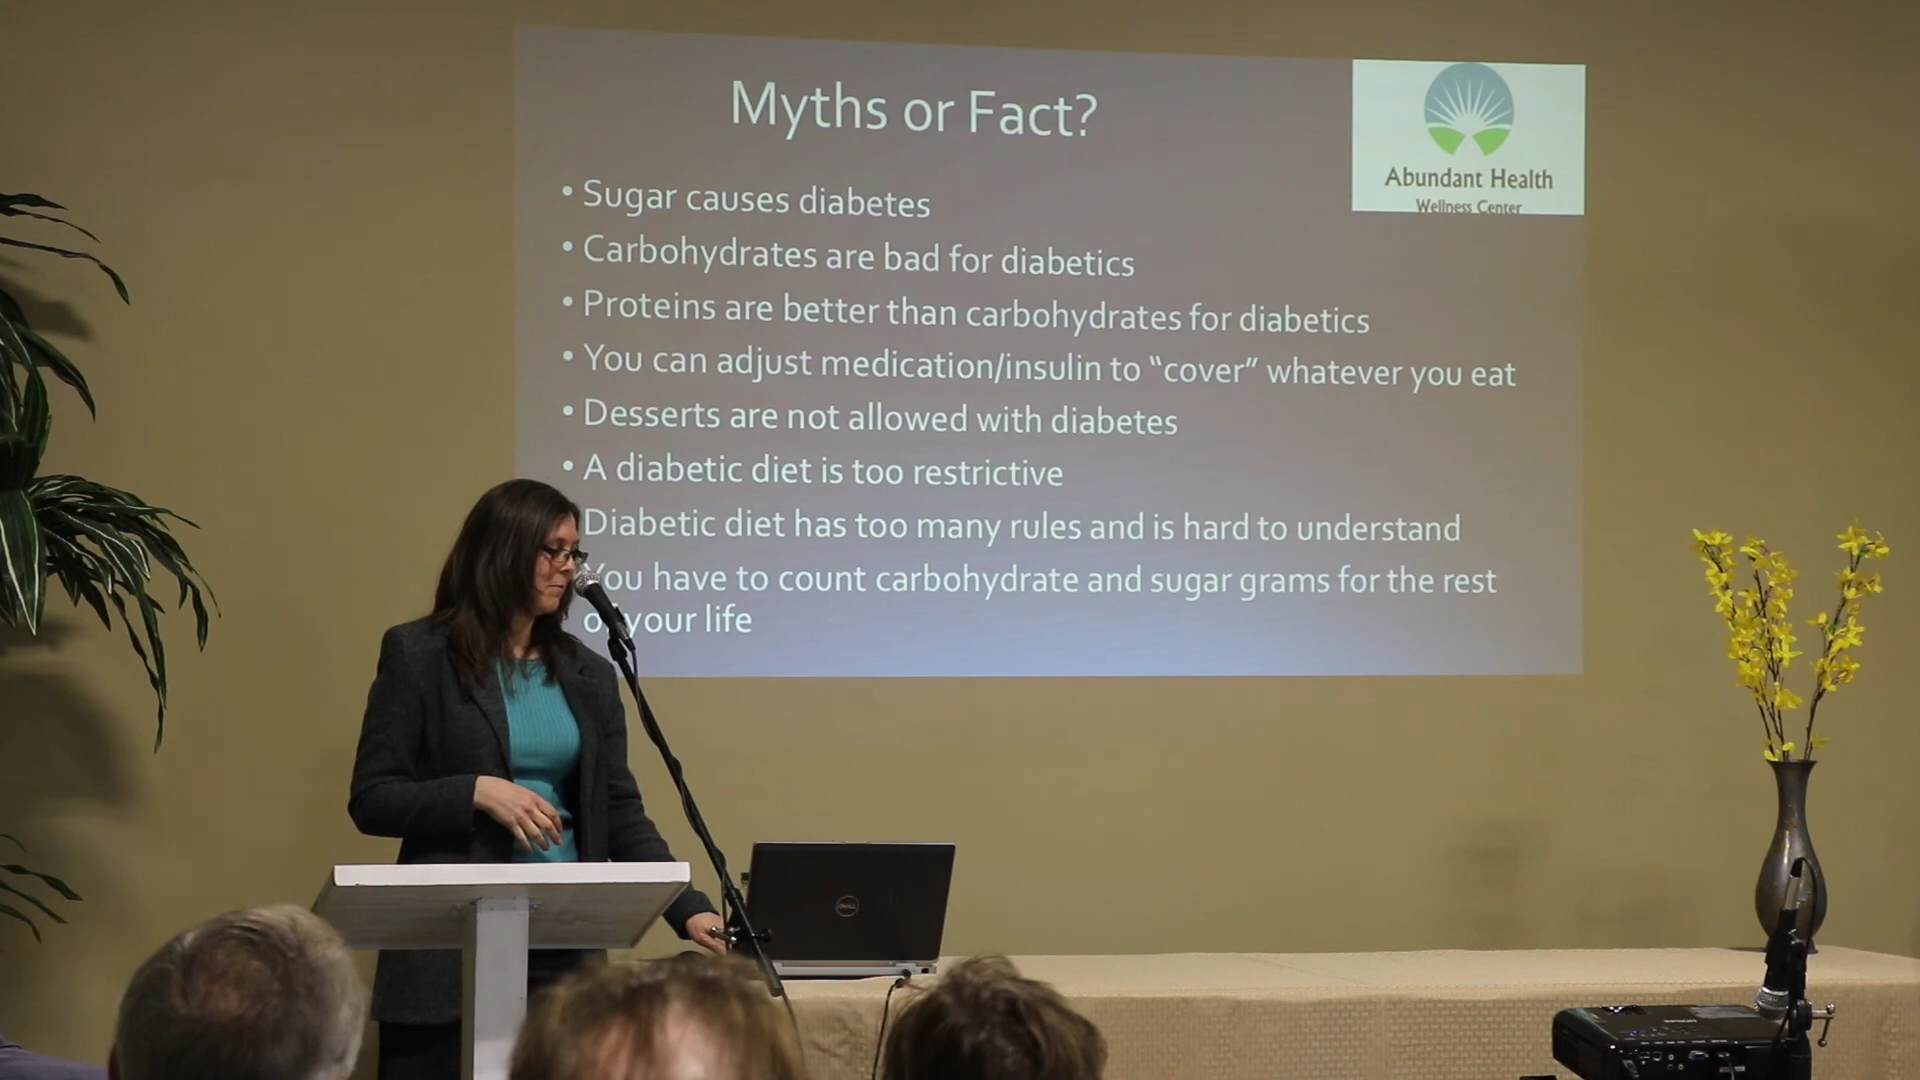 Myths or Fact?
Abundant Health
Wellness Center
• Sugar causes diabetes
• Carbohydrates are bad for diabetics
• Proteins are better than carbohydrates for diabetics
• You can adjust medication/insulin to “cover” whatever you eat
• Desserts are not allowed with diabetes
• A diabetic diet is too restrictive
Diabetic diet has too many rules and is hard to understand
You have to count carbohydrate and sugar grams for the rest
of your life
DELL